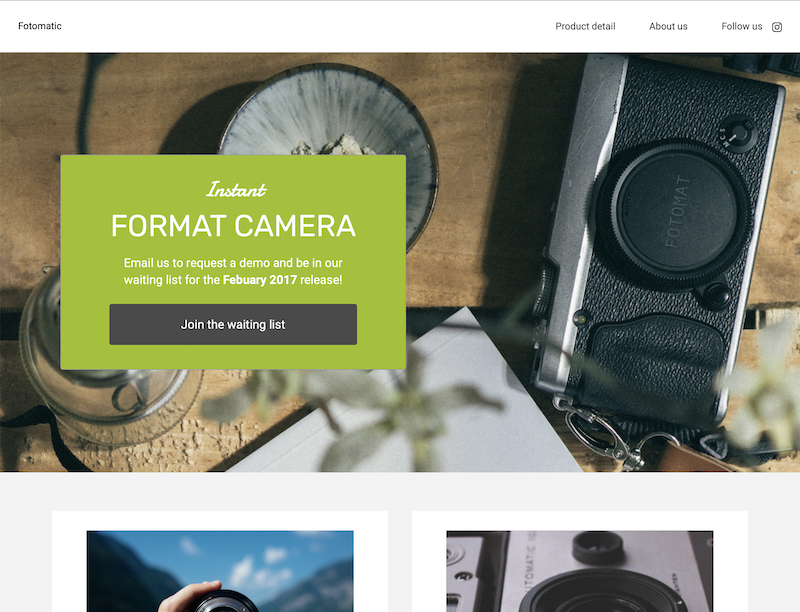 Fotomatic
Product detail
About us
Follow us
Instant
FORMAT CAMERA
Email us to request a demo and be in our
waiting list for the Febuary 2017 release!
Join the waiting list
FOTOMAT